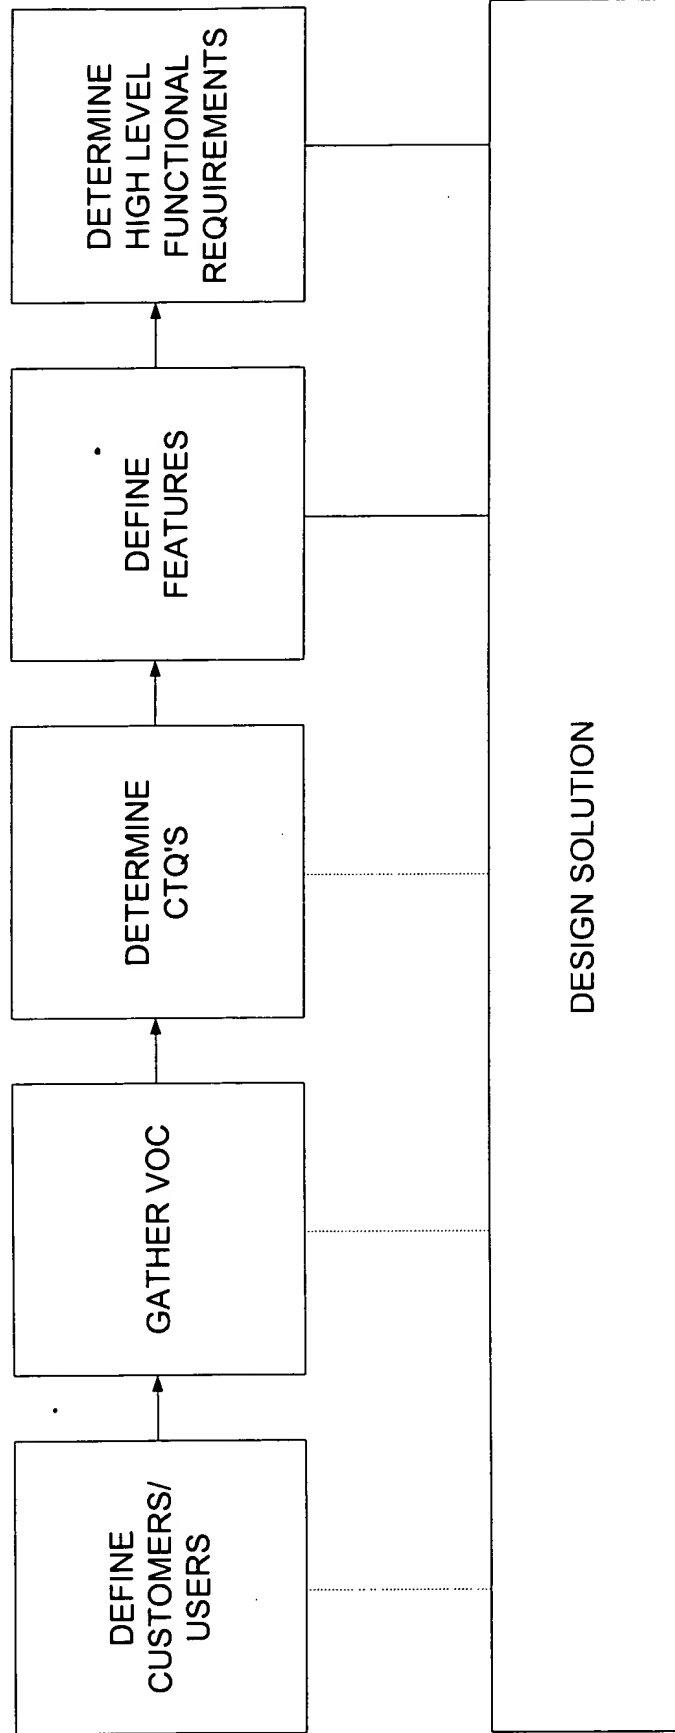 DEFINE
CUSTOMERS/
USERS
GATHER VOC
DETERMINE
CTQ'S
DEFINE
FEATURES
DETERMINE
HIGH LEVEL
FUNCTIONAL
REQUIREMENTS
DESIGN SOLUTION